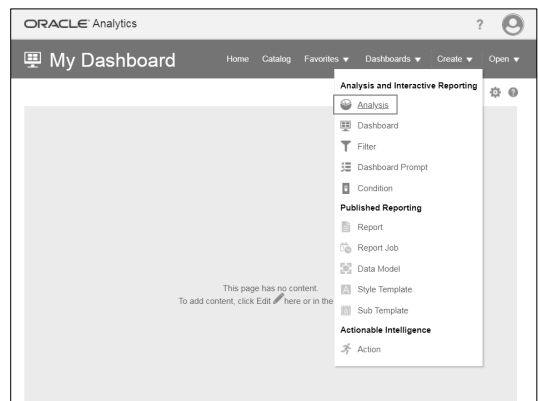 ORACLE Analytics ?
My Dashboard Home Catalog Favorites Dashboards Create Open
Analysis and Interactive Reporting
Analysis
Dashboard
Filter
Dashboard Prompt
Condition
Published Reporting
Report
Report Job
Data Model
Style Template
Sub Template
Actionable Intelligence
Action
This page has no content.
To add content, click Edit here or in the